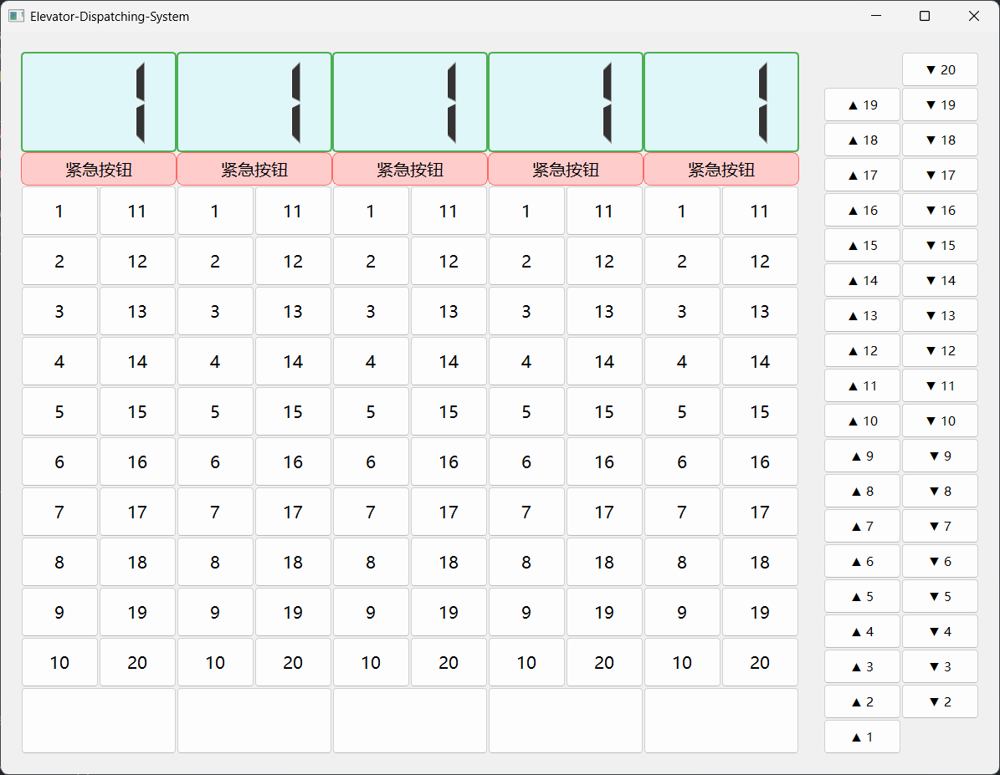 Elevator-Dispatching-System
1 1 1 1 1
紧急按钮 紧急按钮 紧急按钮 紧急按钮 紧急按钮
1 11 1 11 1 11 1 11 1 11
2 12 2 12 2 12 2 12 2 12
3 13 3 13 3 13 3 13 3 13
4 14 4 14 4 14 4 14 4 14
5 15 5 15 5 15 5 15 5 15
6 16 6 16 6 16 6 16 6 16
7 17 7 17 7 17 7 17 7 17
8 18 8 18 8 18 8 18 8 18
9 19 9 19 9 19 9 19 9 19
10 20 10 20 10 20 10 20 10 20
▼ 20
▲ 19 ▼ 19
▲ 18 ▼ 18
▲ 17 ▼ 17
▲ 16 ▼ 16
▲ 15 ▼ 15
▲ 14 ▼ 14
▲ 13 ▼ 13
▲ 12 ▼ 12
▲ 11 ▼ 11
▲ 10 ▼ 10
▲ 9 ▼ 9
▲ 8 ▼ 8
▲ 7 ▼ 7
▲ 6 ▼ 6
▲ 5 ▼ 5
▲ 4 ▼ 4
▲ 3 ▼ 3
▲ 2 ▼ 2
▲ 1